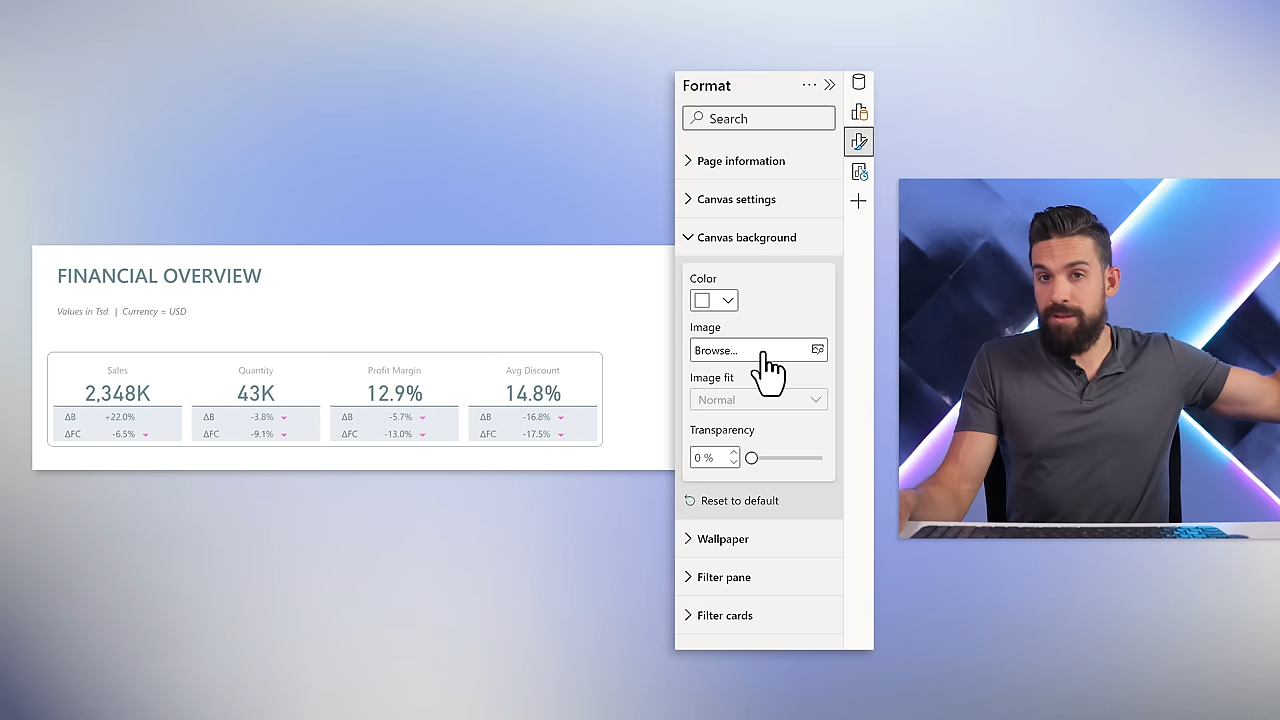 FINANCIAL OVERVIEW
Values in Tsd. | Currency = USD
Sales
2,348K
ΔB +22.0%
ΔFC -6.5%
Quantity
43K
ΔB -3.8%
ΔFC -9.1%
Profit Margin
12.9%
ΔB -5.7%
ΔFC -13.0%
Avg Discount
14.8%
ΔB -16.8%
ΔFC -17.5%
Format
Search
Page information
Canvas settings
Canvas background
Color
Image
Browse...
Image fit
Normal
Transparency
0 %
Reset to default
Wallpaper
Filter pane
Filter cards